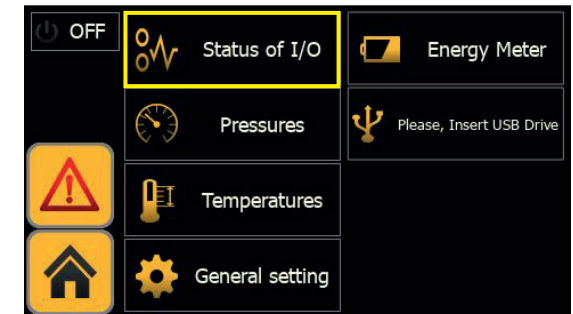 OFF
Status of I/O
Energy Meter
Pressures
Please, Insert USB Drive
Temperatures
General setting